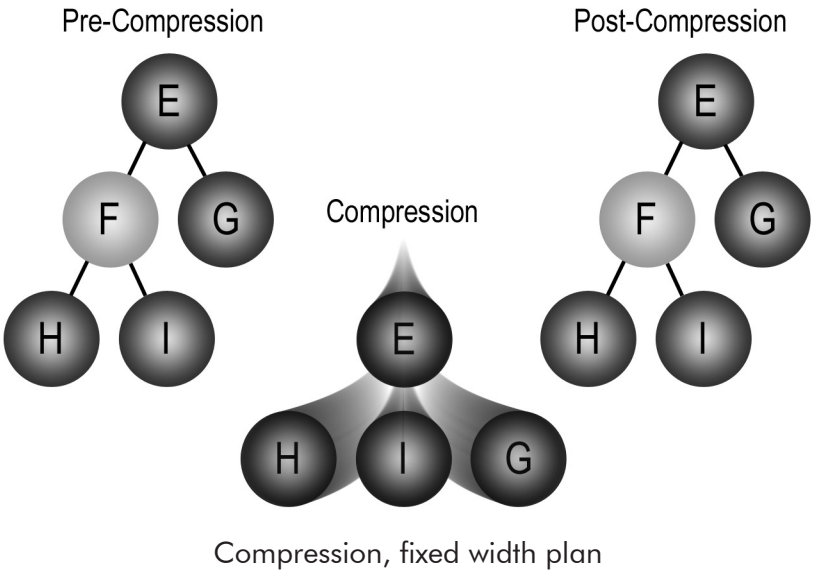 Pre-Compression
E
F G
H I
Compression
E
H I G
Post-Compression
E
F G
H I
Compression, fixed width plan